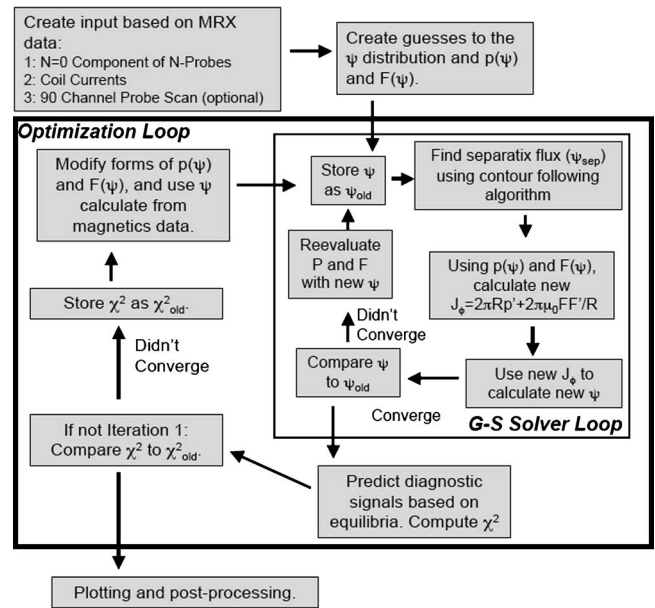 Create input based on MRX
data:
1: N=0 Component of N-Probes
2: Coil Currents
3: 90 Channel Probe Scan (optional)
Create guesses to the
ψ distribution and p(ψ)
and F(ψ).
Optimization Loop
Modify forms of p(ψ)
and F(ψ), and use ψ
calculate from
magnetics data.
Store ψ
as ψold
Find separatix flux (ψsep)
using contour following
algorithm
Reevaluate
P and F
with new ψ
Using p(ψ) and F(ψ),
calculate new
Jϕ=2πRp'+2πμ0FF'/R
Store χ² as χ²old.
Didn't
Converge
Didn't
Converge
Compare ψ
to ψold
Use new Jϕ to
calculate new ψ
Converge
G-S Solver Loop
If not Iteration 1:
Compare χ² to χ²old.
Predict diagnostic
signals based on
equilibria. Compute χ²
Plotting and post-processing.